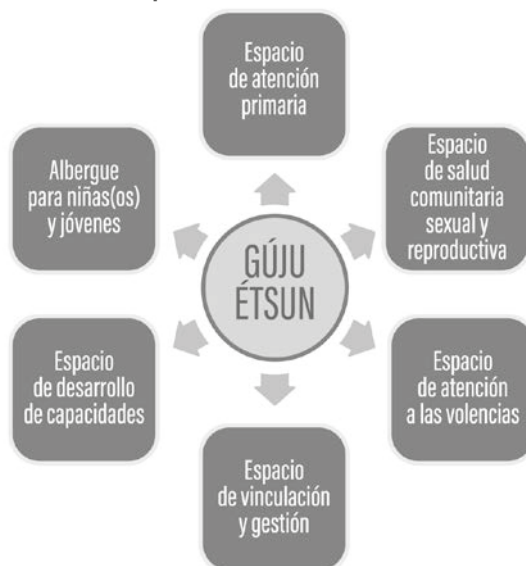 Espacio
de atención
primaria
Albergue
para niñas(os)
y jóvenes
Espacio
de salud
comunitaria
sexual y
reproductiva
GÚJU
ÉTSUN
Espacio
de desarrollo
de capacidades
Espacio
de atención
a las volencias
Espacio
de vinculación
y gestión